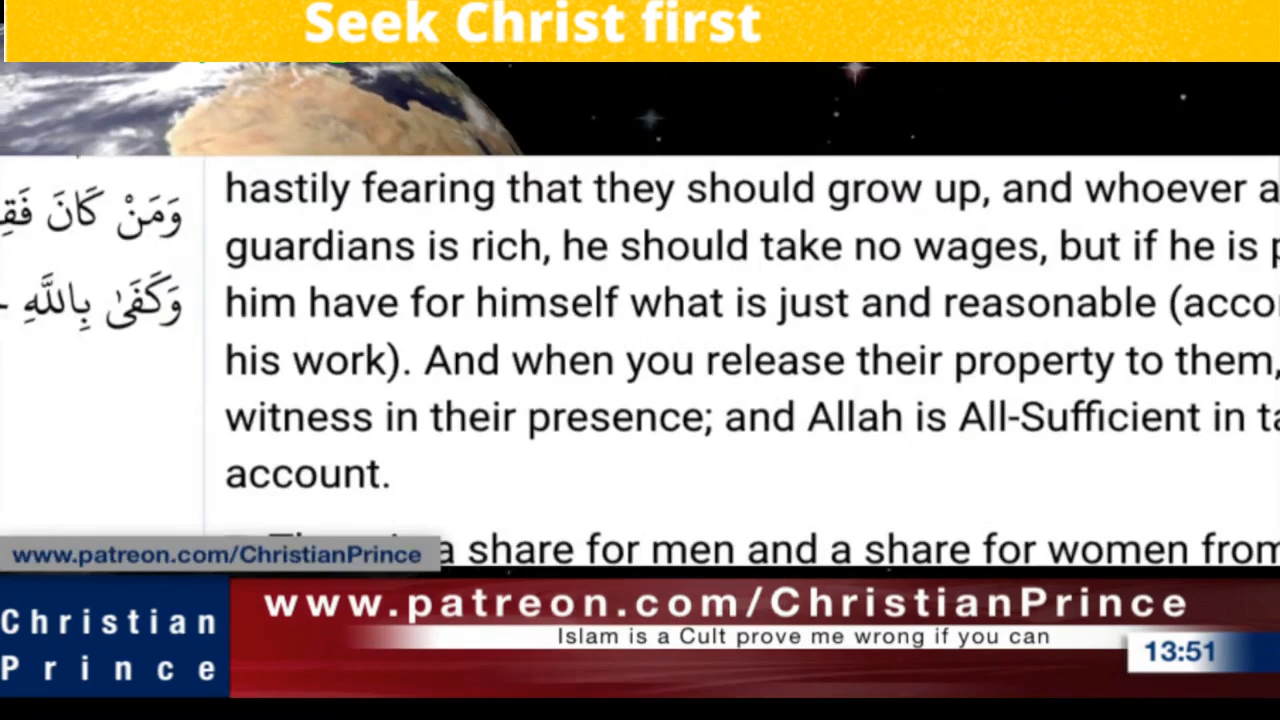 Seek Christ first
وَمَنْ كَانَ
وَكَفَىٰ بِاللَّهِ
hastily fearing that they should grow up, and whoever
guardians is rich, he should take no wages, but if he is
him have for himself what is just and reasonable
his work). And when you release their property to them,
witness in their presence; and Allah is All-Sufficient in
account.
a share for men and a share for women from
www.patreon.com/ChristianPrince
www.patreon.com/ChristianPrince
Islam is a Cult prove me wrong if you can
Christian
Prince
13:51